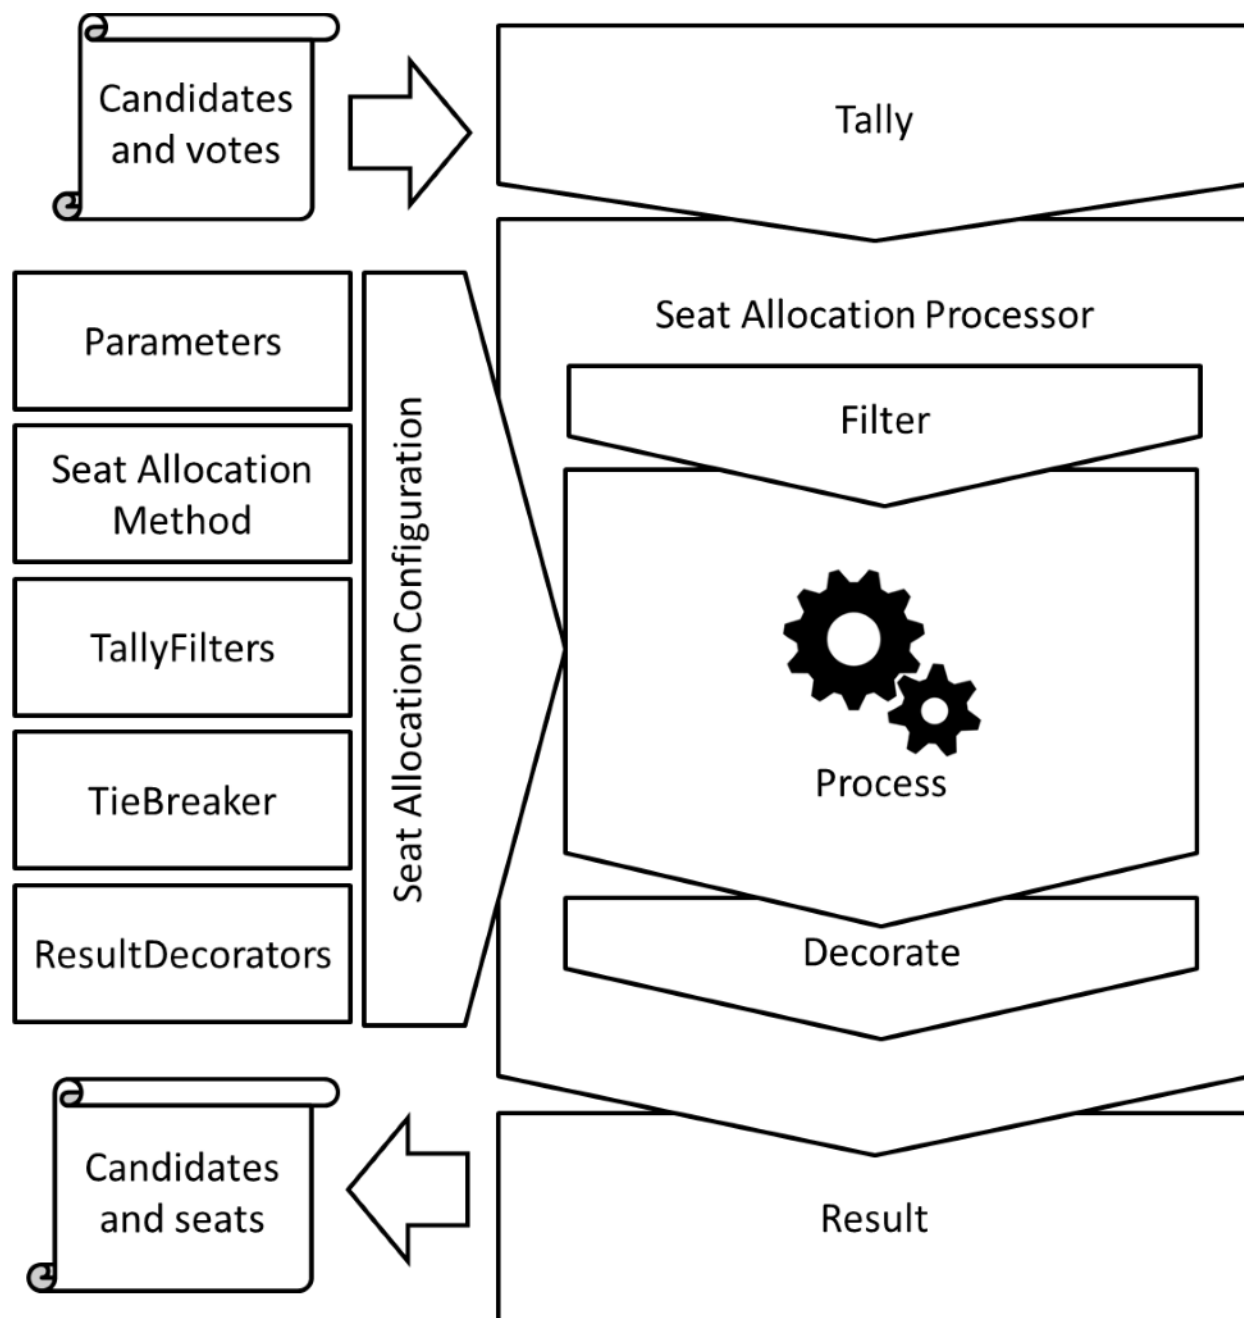 Candidates
and votes
Tally
Parameters
Seat Allocation
Method
TallyFilters
TieBreaker
ResultDecorators
Seat Allocation Configuration
Seat Allocation Processor
Filter
Process
Decorate
Candidates
and seats
Result